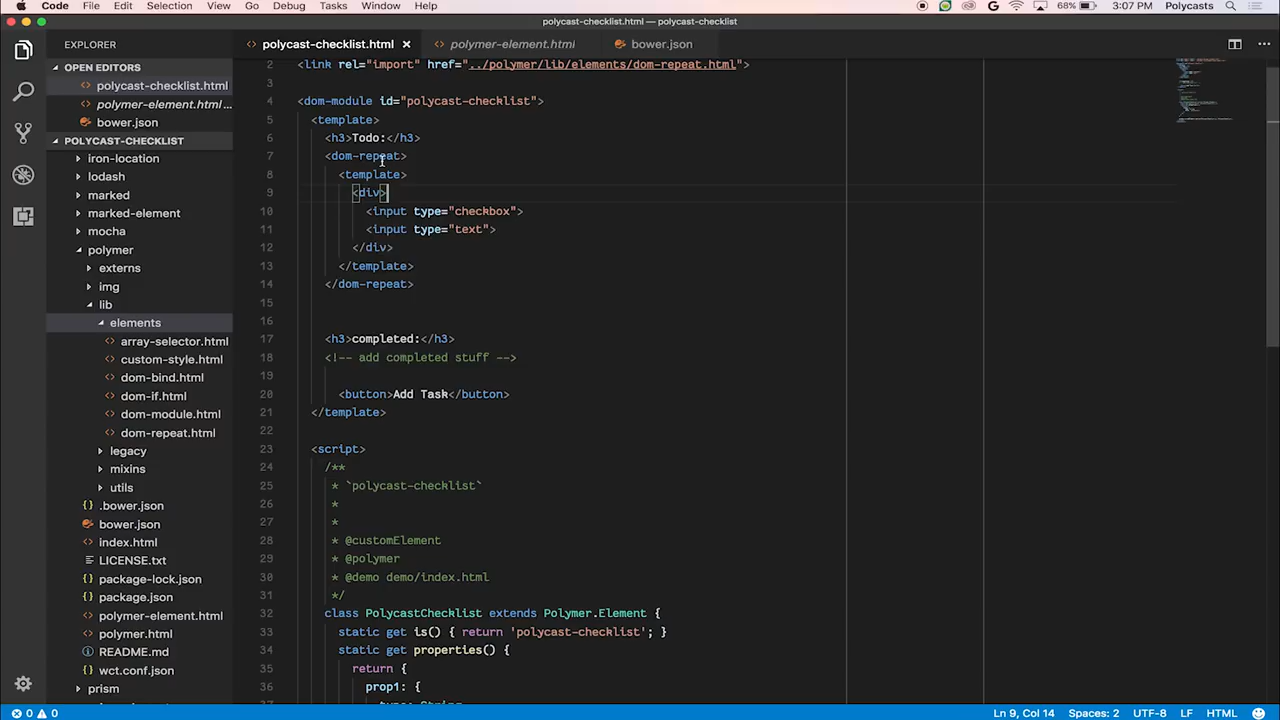 Code File Edit Selection View Go Debug Tasks Window Help 68% 3:07 PM Polycasts
polycast-checklist.html — polycast-checklist
EXPLORER
polycast-checklist.html
polymer-element.html
bower.json
OPEN EDITORS
polycast-checklist.html
polymer-element.html ...
bower.json
POLYCAST-CHECKLIST
iron-location
lodash
marked
marked-element
mocha
polymer
externs
img
lib
elements
array-selector.html
custom-style.html
dom-bind.html
dom-if.html
dom-module.html
dom-repeat.html
legacy
mixins
utils
.bower.json
bower.json
index.html
LICENSE.txt
package-lock.json
package.json
polymer-element.html
polymer.html
README.md
wct.conf.json
prism
2 <link rel="import" href="../polymer/lib/elements/dom-repeat.html">
3
4 <dom-module id="polycast-checklist">
5 <template>
6 <h3>Todo:</h3>
7 <dom-repeat>
8 <template>
9 <div>
10 <input type="checkbox">
11 <input type="text">
12 </div>
13 </template>
14 </dom-repeat>
15
16
17 <h3>completed:</h3>
18 <!-- add completed stuff -->
19
20 <button>Add Task</button>
21 </template>
22
23 <script>
24 /**
25 * `polycast-checklist`
26 *
27 *
28 * @customElement
29 * @polymer
30 * @demo demo/index.html
31 */
32 class PolycastChecklist extends Polymer.Element {
33 static get is() { return 'polycast-checklist'; }
34 static get properties() {
35 return {
36 prop1: {
0 0
Ln 9, Col 14 Spaces: 2 UTF-8 LF HTML